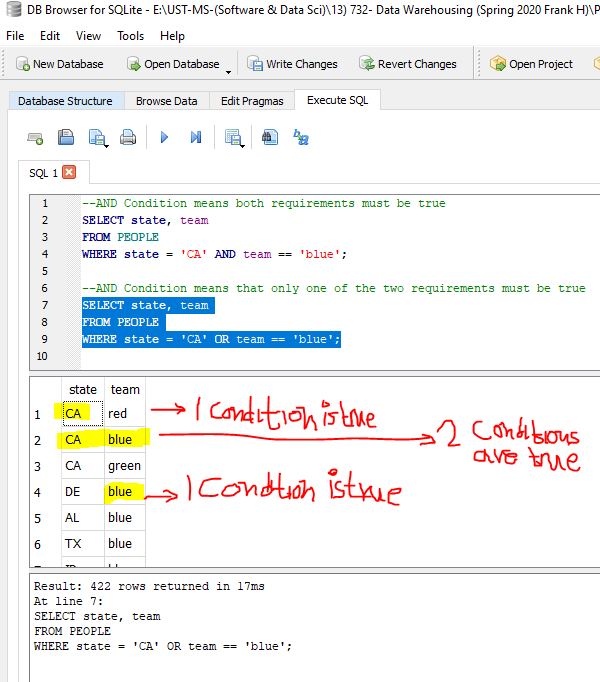 DB Browser for SQLite - E:\UST-MS-(Software & Data Sci)\13) 732- Data Warehousing (Spring 2020 Frank H)\P
File Edit View Tools Help
New Database Open Database Write Changes Revert Changes Open Project
Database Structure Browse Data Edit Pragmas Execute SQL
SQL 1
1 --AND Condition means both requirements must be true
2 SELECT state, team
3 FROM PEOPLE
4 WHERE state = 'CA' AND team == 'blue';
5
6 --AND Condition means that only one of the two requirements must be true
7 SELECT state, team
8 FROM PEOPLE
9 WHERE state = 'CA' OR team == 'blue';
10
state team
1 CA red 1 Condition is true
2 CA blue 2 Conditions are true
3 CA green
4 DE blue 1 Condtion is true
5 AL blue
6 TX blue
Result: 422 rows returned in 17ms
At line 7:
SELECT state, team
FROM PEOPLE
WHERE state = 'CA' OR team == 'blue';